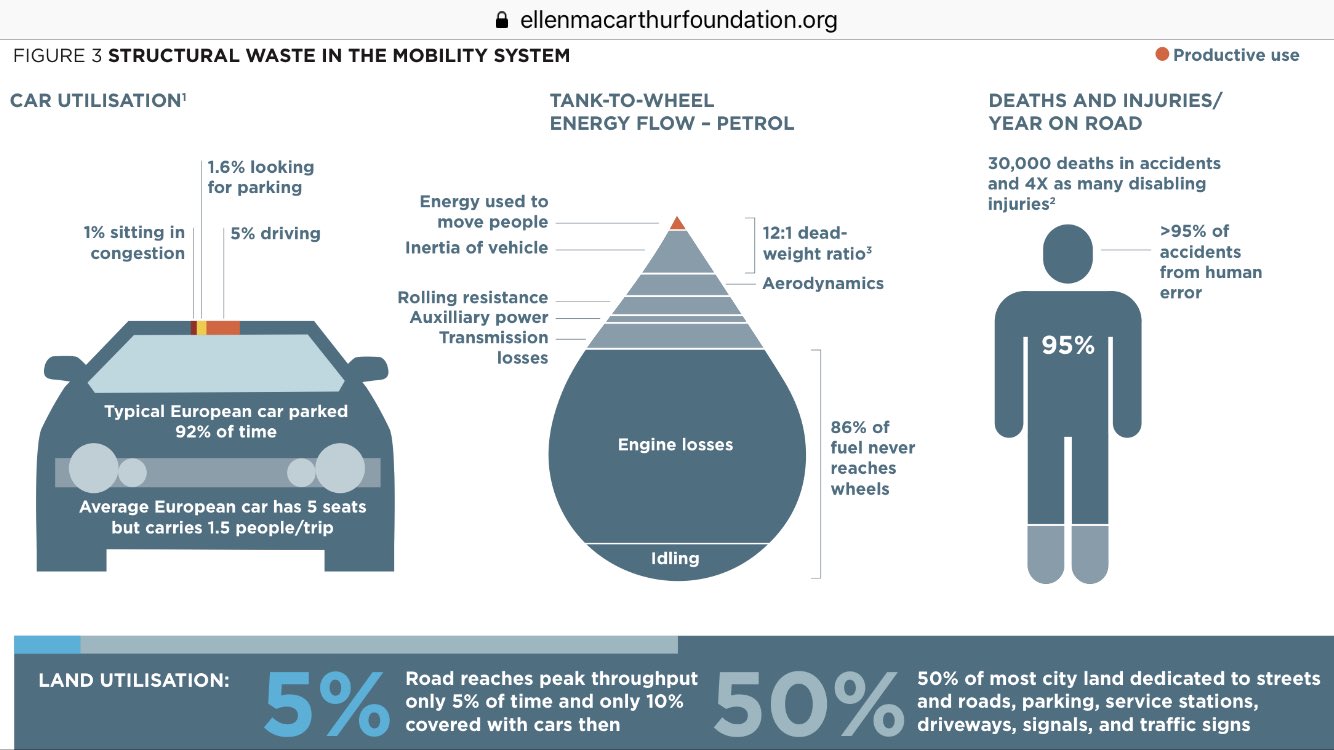 ellenmacarthurfoundation.org
FIGURE 3 STRUCTURAL WASTE IN THE MOBILITY SYSTEM
Productive use
CAR UTILISATION¹
1.6% looking
for parking
1% sitting in
congestion
5% driving
Typical European car parked
92% of time
Average European car has 5 seats
but carries 1.5 people/trip
TANK-TO-WHEEL
ENERGY FLOW – PETROL
Energy used to
move people
Inertia of vehicle
12:1 dead-
weight ratio³
Aerodynamics
Rolling resistance
Auxilliary power
Transmission
losses
Engine losses
86% of
fuel never
reaches
wheels
Idling
DEATHS AND INJURIES/
YEAR ON ROAD
30,000 deaths in accidents
and 4X as many disabling
injuries²
>95% of
accidents
from human
error
95%
LAND UTILISATION:
5%
Road reaches peak throughput
only 5% of time and only 10%
covered with cars then
50%
50% of most city land dedicated to streets
and roads, parking, service stations,
driveways, signals, and traffic signs